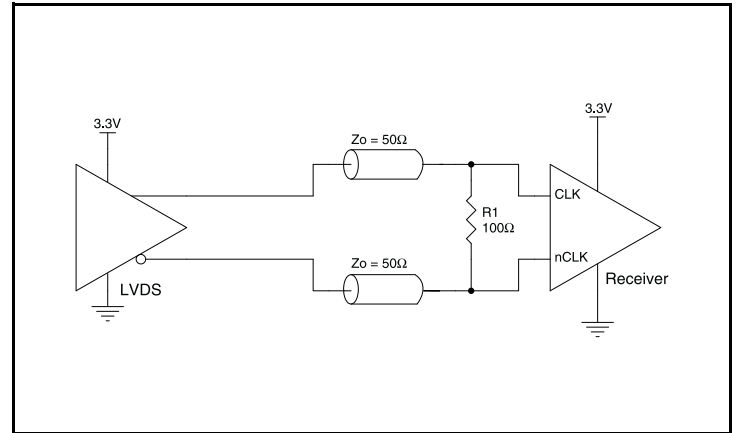 3.3V
LVDS
Zo = 50Ω
Zo = 50Ω
R1
100Ω
3.3V
CLK
nCLK
Receiver